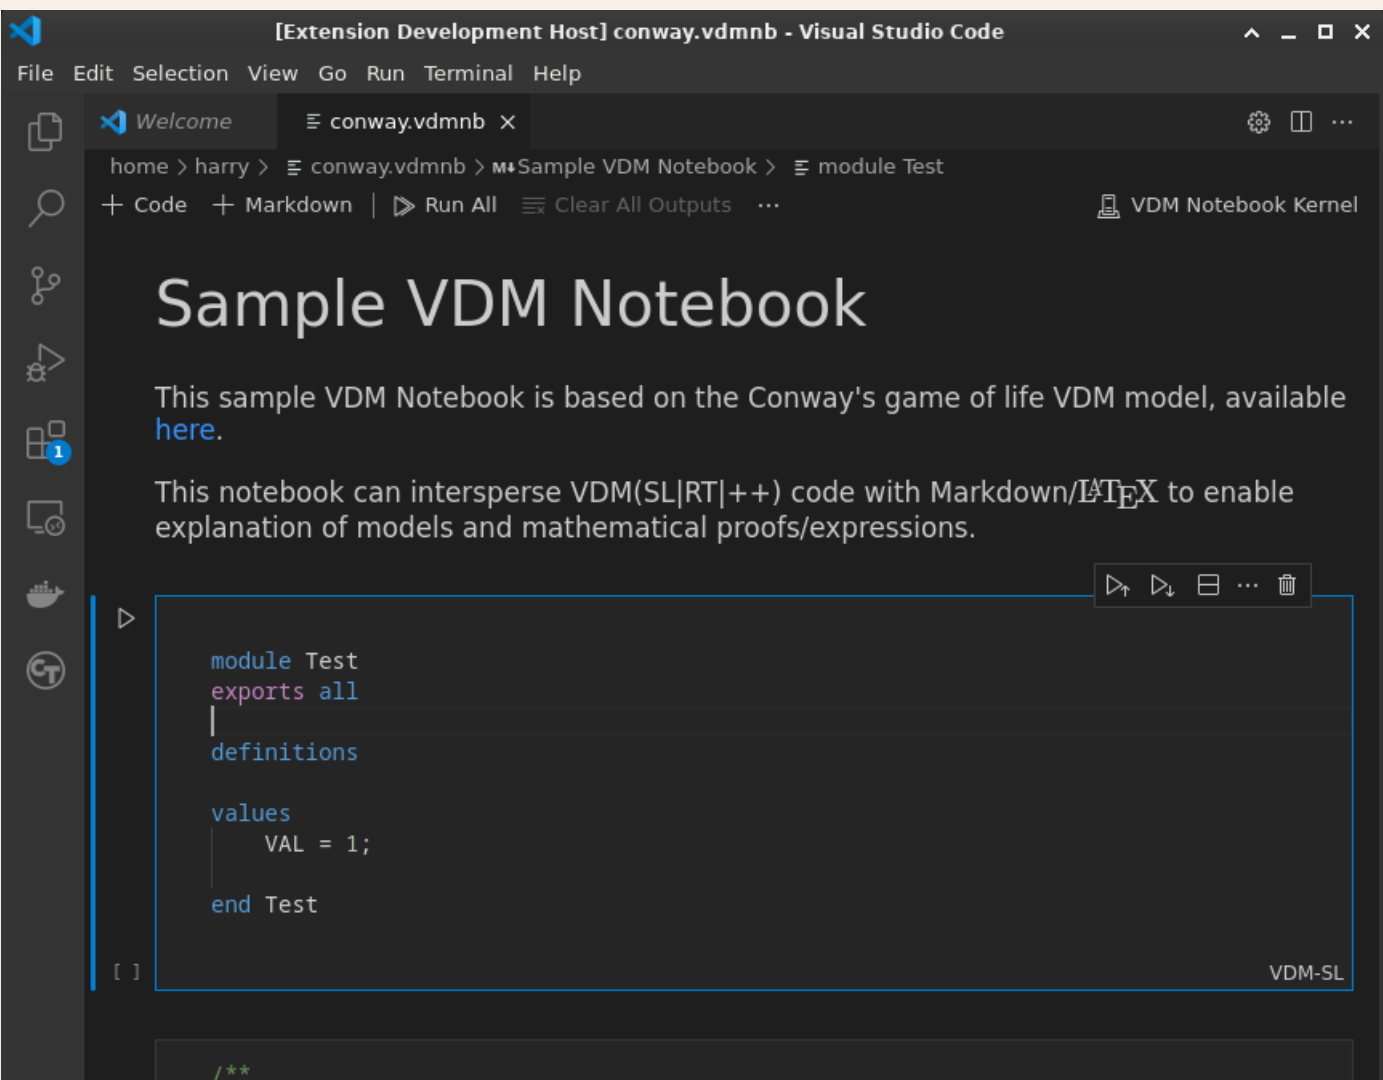 [Extension Development Host] conway.vdmnb - Visual Studio Code
File Edit Selection View Go Run Terminal Help
Welcome conway.vdmnb
home > harry > conway.vdmnb > M↓Sample VDM Notebook > module Test
+ Code + Markdown | Run All Clear All Outputs ··· VDM Notebook Kernel
Sample VDM Notebook
This sample VDM Notebook is based on the Conway's game of life VDM model, available
here.
This notebook can intersperse VDM(SL|RT|++) code with Markdown/LATEX to enable
explanation of models and mathematical proofs/expressions.
1
module Test
exports all
definitions
values
VAL = 1;
end Test
[ ] VDM-SL
/**
CT